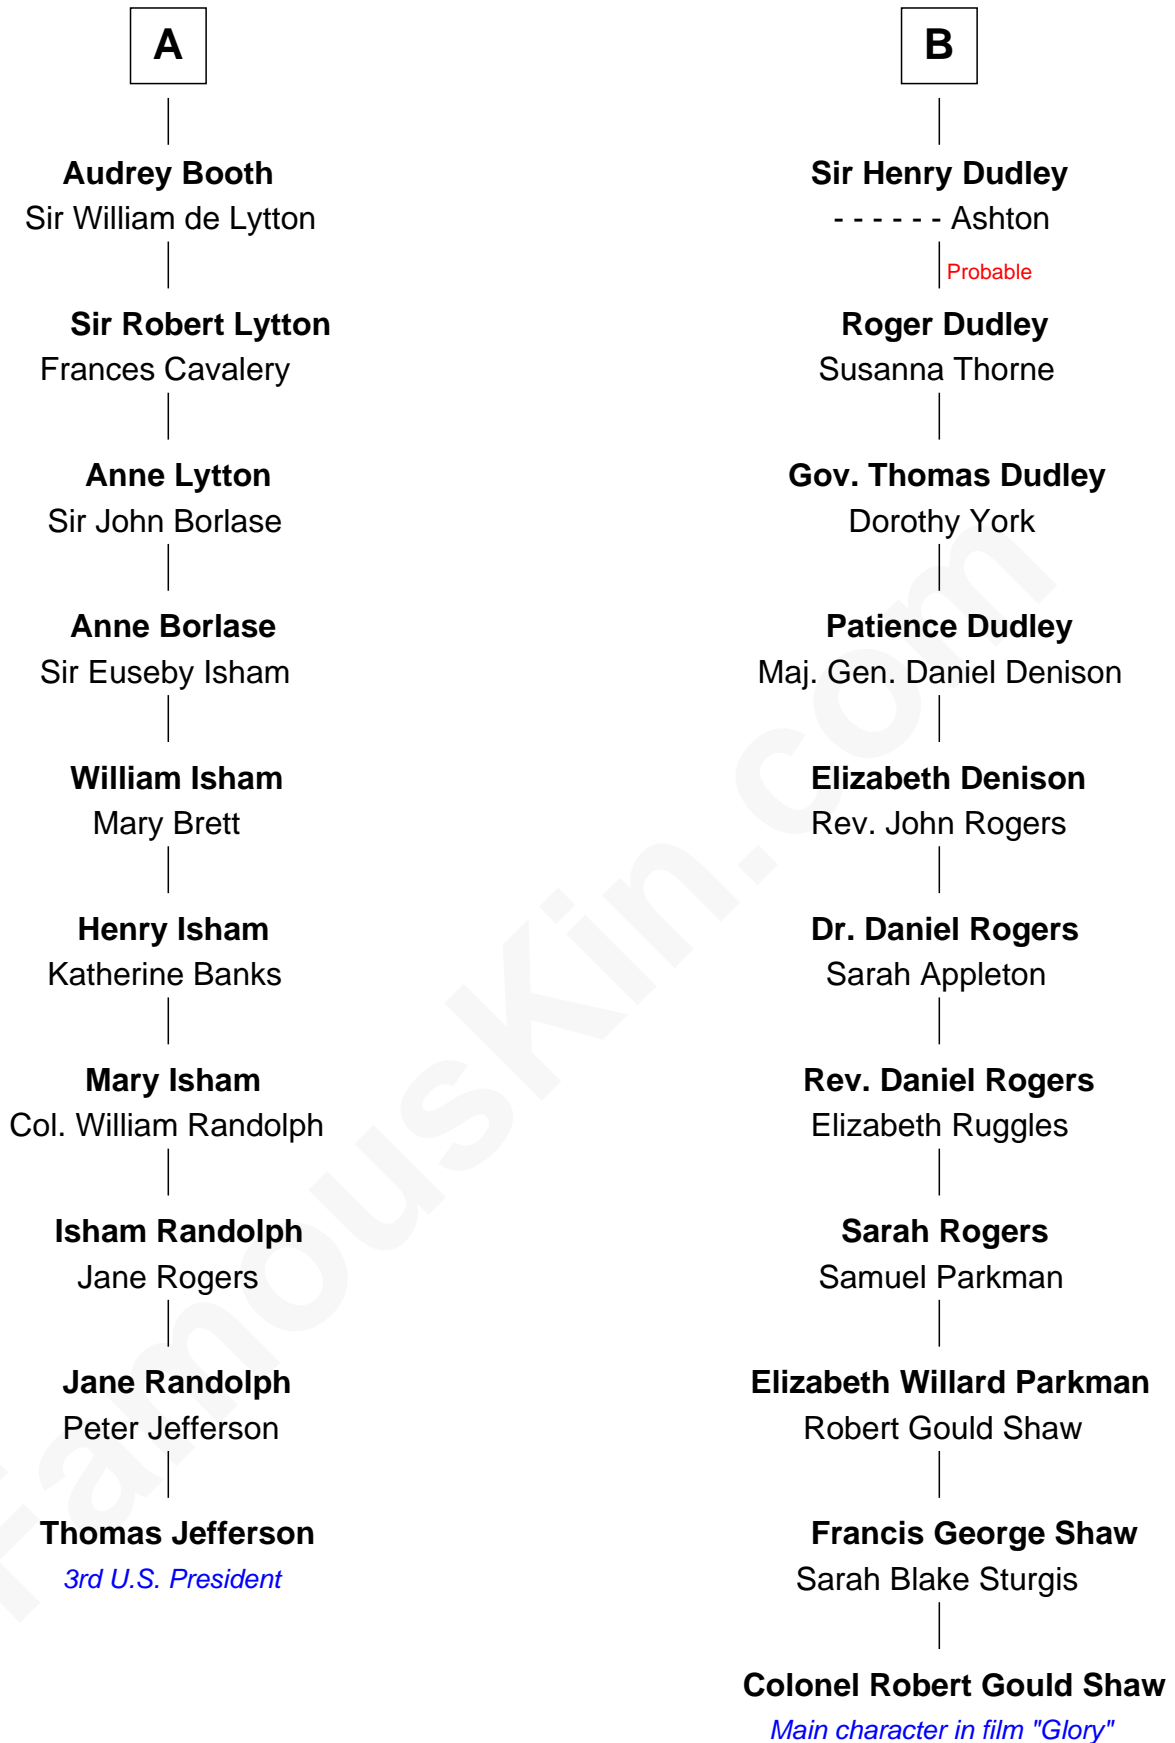 A
Audrey Booth
Sir William de Lytton
Sir Robert Lytton
Frances Cavalery
Anne Lytton
Sir John Borlase
Anne Borlase
Sir Euseby Isham
William Isham
Mary Brett
Henry Isham
Katherine Banks
Mary Isham
Col. William Randolph
Isham Randolph
Jane Rogers
Jane Randolph
Peter Jefferson
Thomas Jefferson
3rd U.S. President
B
Sir Henry Dudley
- - - - - - Ashton
Probable
Roger Dudley
Susanna Thorne
Gov. Thomas Dudley
Dorothy York
Patience Dudley
Maj. Gen. Daniel Denison
Elizabeth Denison
Rev. John Rogers
Dr. Daniel Rogers
Sarah Appleton
Rev. Daniel Rogers
Elizabeth Ruggles
Sarah Rogers
Samuel Parkman
Elizabeth Willard Parkman
Robert Gould Shaw
Francis George Shaw
Sarah Blake Sturgis
Colonel Robert Gould Shaw
Main character in film "Glory"
FamousKin.com